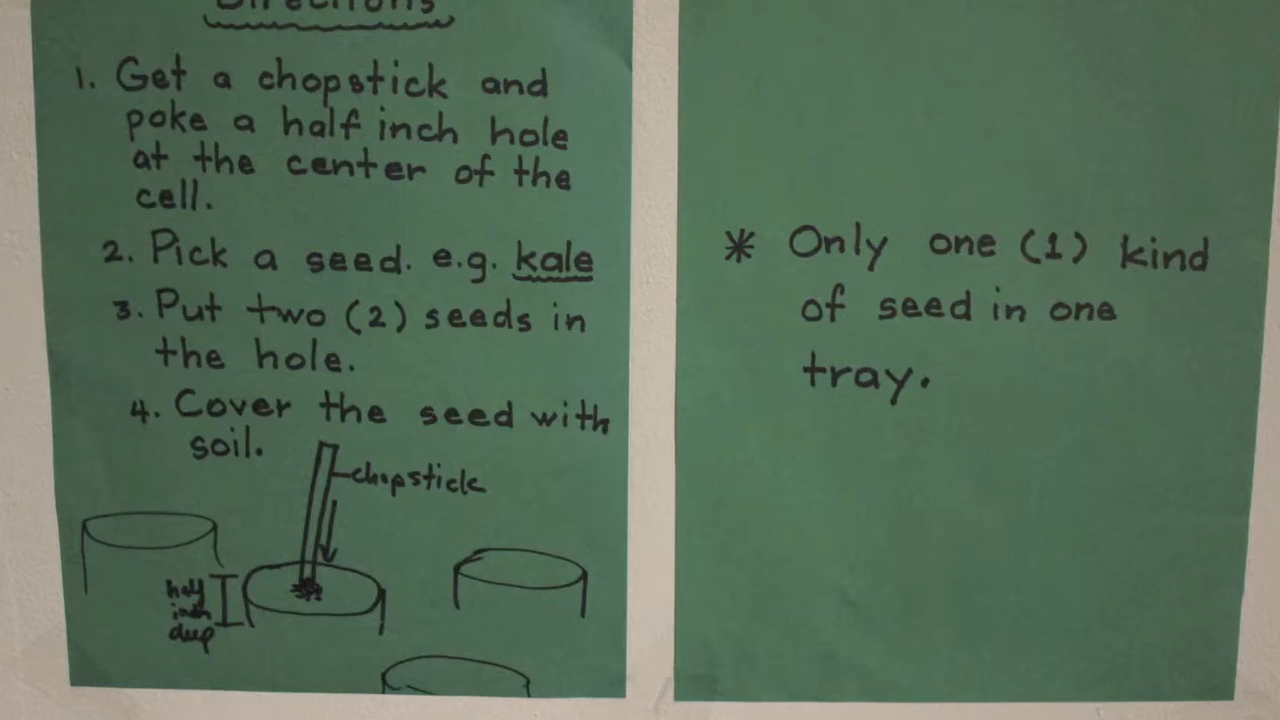 Directions
1. Get a chopstick and
poke a half inch hole
at the center of the
cell.
2. Pick a seed. e.g. kale
3. Put two (2) seeds in
the hole.
4. Cover the seed with
soil.
chopstick
half
inch
deep
* Only one (1) kind
of seed in one
tray.